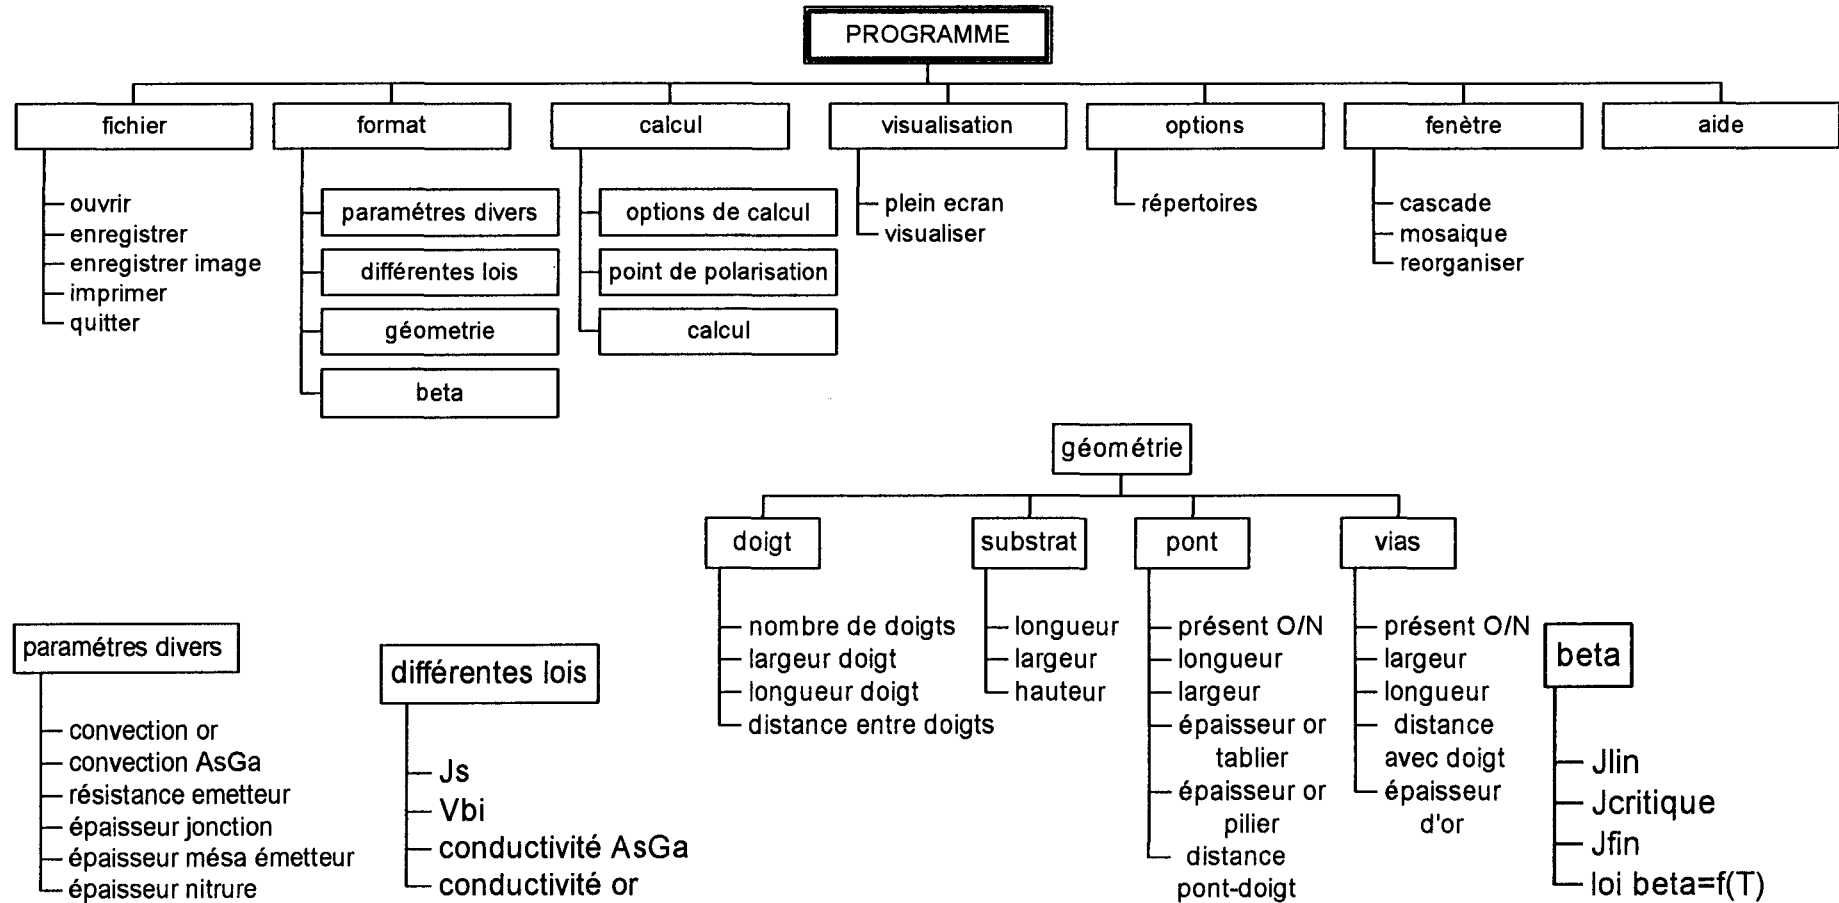 PROGRAMME
fichier
format
calcul
visualisation
options
fenètre
aide
ouvrir
enregistrer
enregistrer image
imprimer
quitter
paramétres divers
différentes lois
géometrie
beta
options de calcul
point de polarisation
calcul
plein ecran
visualiser
répertoires
cascade
mosaique
reorganiser
géométrie
doigt
substrat
pont
vias
nombre de doigts
largeur doigt
longueur doigt
distance entre doigts
longueur
largeur
hauteur
présent O/N
longueur
largeur
épaisseur or
tablier
épaisseur or
pilier
distance
pont-doigt
présent O/N
largeur
longueur
distance
avec doigt
épaisseur
d'or
paramétres divers
convection or
convection AsGa
résistance emetteur
épaisseur jonction
épaisseur mésa émetteur
épaisseur nitrure
différentes lois
Js
Vbi
conductivité AsGa
conductivité or
beta
Jlin
Jcritique
Jfin
loi beta=f(T)